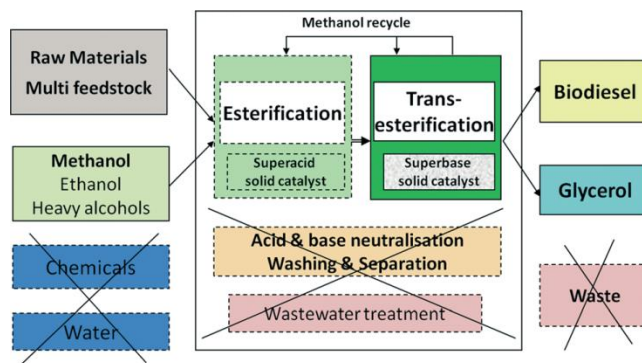 Methanol recycle
Raw Materials
Multi feedstock
Esterification
Trans-
esterification
Superacid
solid catalyst
Superbase
solid catalyst
Biodiesel
Methanol
Ethanol
Heavy alcohols
Glycerol
Chemicals
Water
Acid & base neutralisation
Washing & Separation
Wastewater treatment
Waste